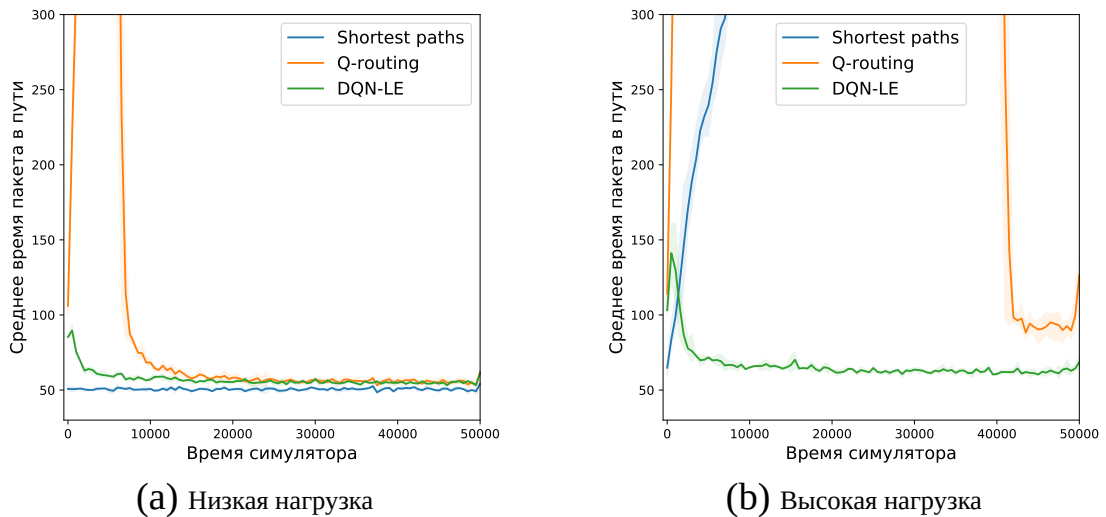 300
250
200
150
100
50
Среднее время пакета в пути
Shortest paths
Q-routing
DQN-LE
0 10000 20000 30000 40000 50000
Время симулятора
(a) Низкая нагрузка
300
250
200
150
100
50
Среднее время пакета в пути
Shortest paths
Q-routing
DQN-LE
0 10000 20000 30000 40000 50000
Время симулятора
(b) Высокая нагрузка